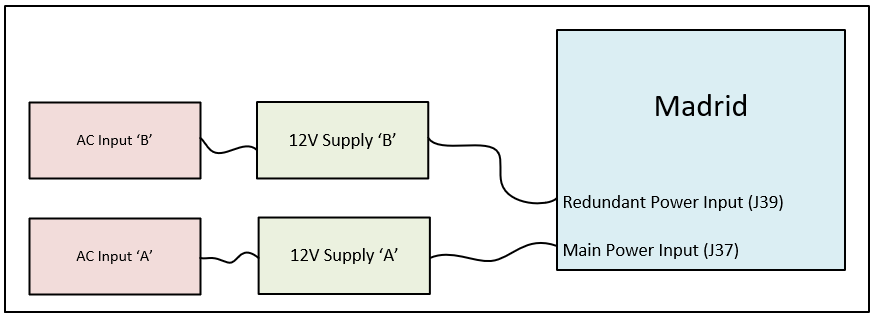 Madrid
AC Input ‘B’
12V Supply ‘B’
Redundant Power Input (J39)
Main Power Input (J37)
AC Input ‘A’
12V Supply ‘A’